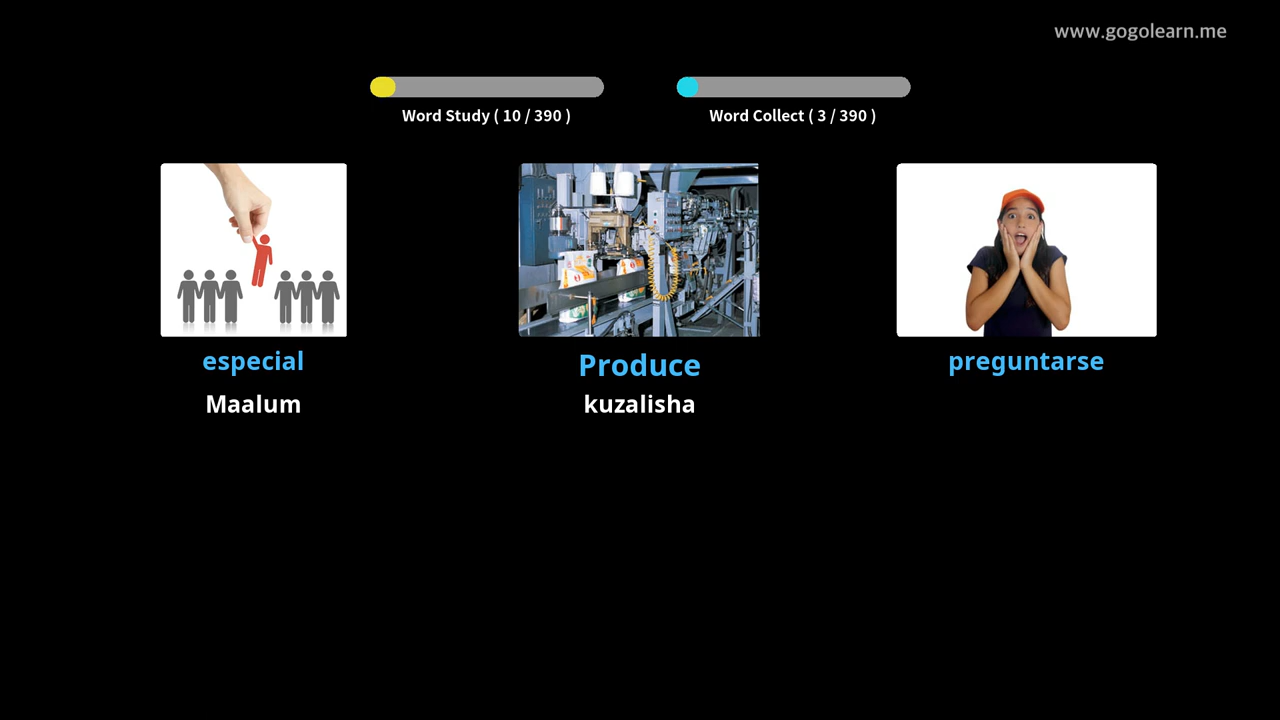 www.gogolearn.me
Word Study ( 10 / 390 )
Word Collect ( 3 / 390 )
especial
Maalum
Produce
kuzalisha
preguntarse